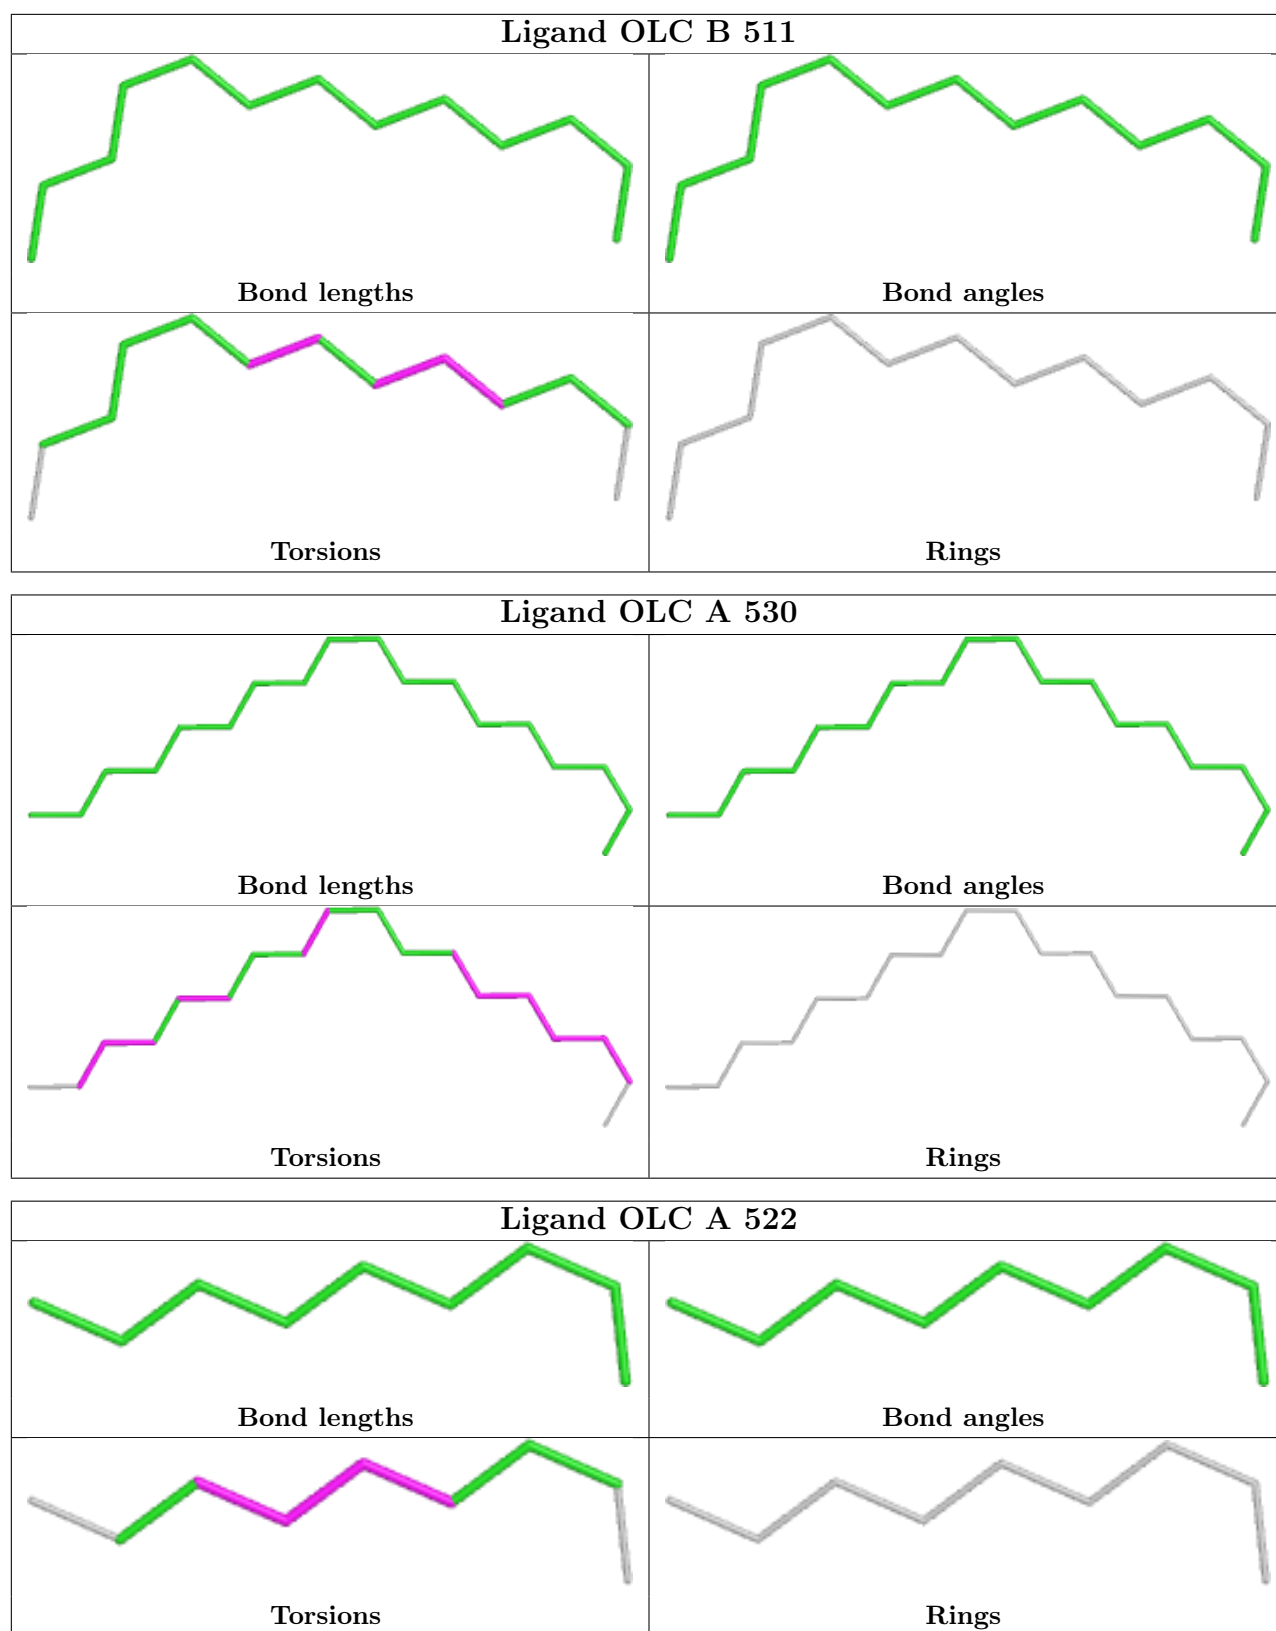 Ligand OLC B 511
Bond lengths
Bond angles
Torsions
Rings
Ligand OLC A 530
Bond lengths
Bond angles
Torsions
Rings
Ligand OLC A 522
Bond lengths
Bond angles
Torsions
Rings